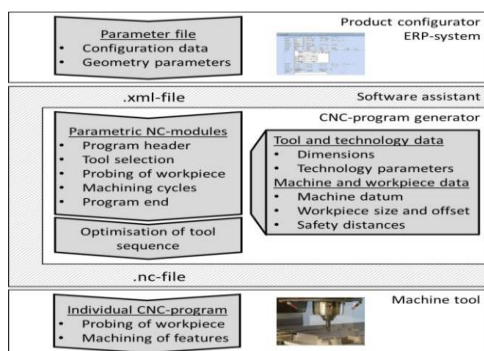 Parameter file
• Configuration data
• Geometry parameters
Product configurator
ERP-system
.xml-file
Software assistant
CNC-program generator
Parametric NC-modules
• Program header
• Tool selection
• Probing of workpiece
• Machining cycles
• Program end
Tool and technology data
• Dimensions
• Technology parameters
Machine and workpiece data
• Machine datum
• Workpiece size and offset
• Safety distances
Optimisation of tool
sequence
.nc-file
Individual CNC-program
• Probing of workpiece
• Machining of features
Machine tool